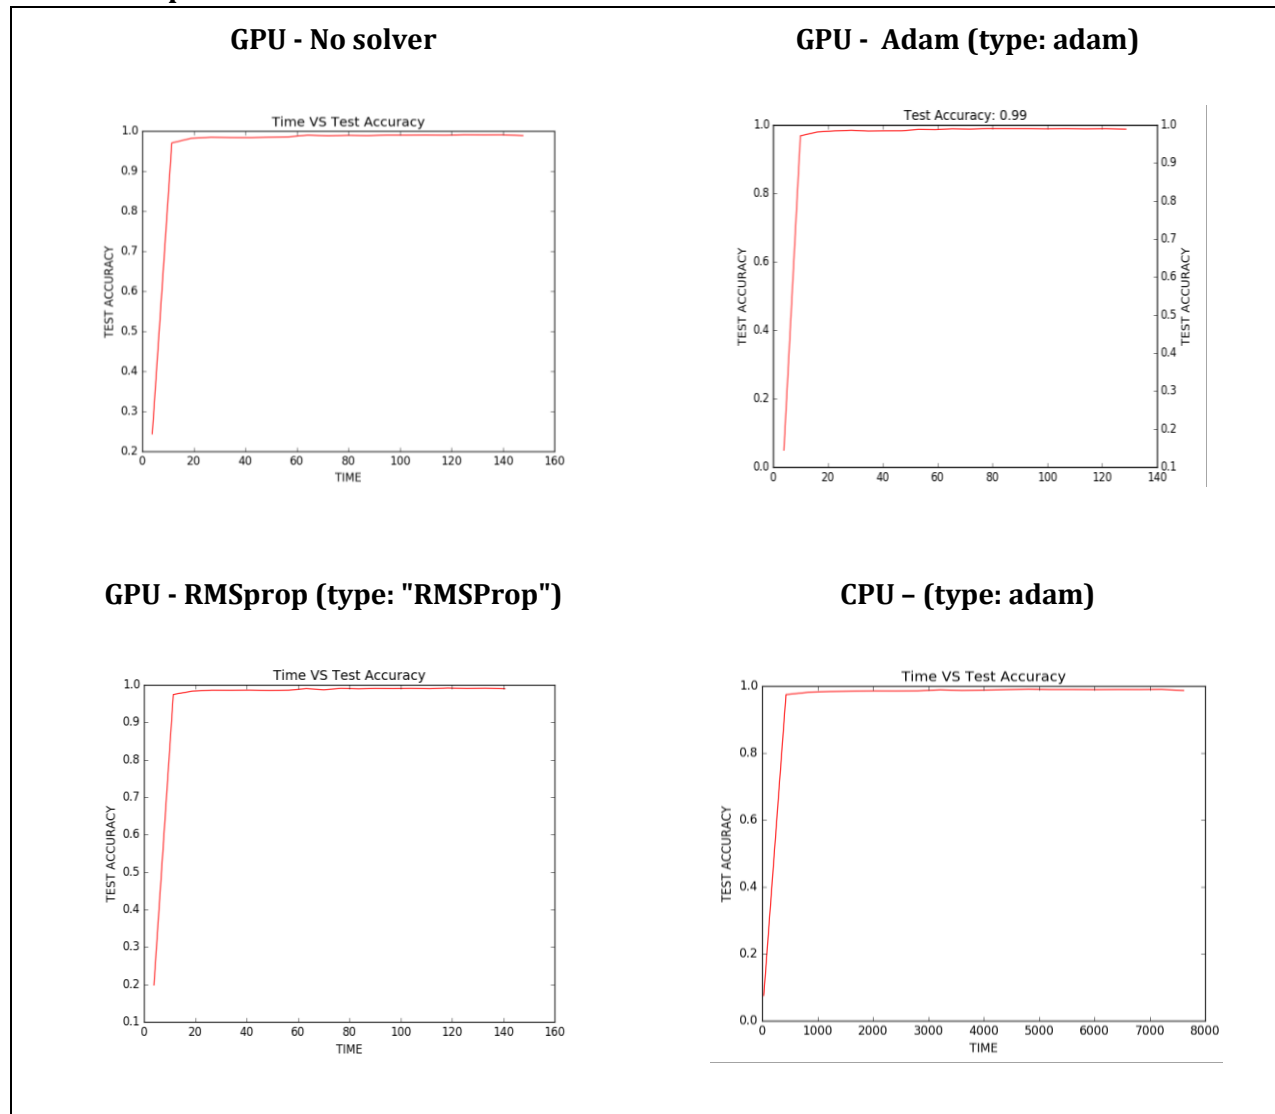 GPU - No solver
GPU - Adam (type: adam)
Time VS Test Accuracy
1.0
0.9
0.8
0.7
0.6
0.5
0.4
0.3
0.2
TEST ACCURACY
0 20 40 60 80 100 120 140 160
TIME
Test Accuracy: 0.99
1.0
0.8
0.6
0.4
0.2
0.0
TEST ACCURACY
1.0
0.9
0.8
0.7
0.6
0.5
0.4
0.3
0.2
0.1
TEST ACCURACY
0 20 40 60 80 100 120 140
GPU - RMSprop (type: "RMSProp")
CPU – (type: adam)
Time VS Test Accuracy
1.0
0.9
0.8
0.7
0.6
0.5
0.4
0.3
0.2
0.1
TEST ACCURACY
0 20 40 60 80 100 120 140 160
TIME
Time VS Test Accuracy
1.0
0.8
0.6
0.4
0.2
0.0
TEST ACCURACY
0 1000 2000 3000 4000 5000 6000 7000 8000
TIME